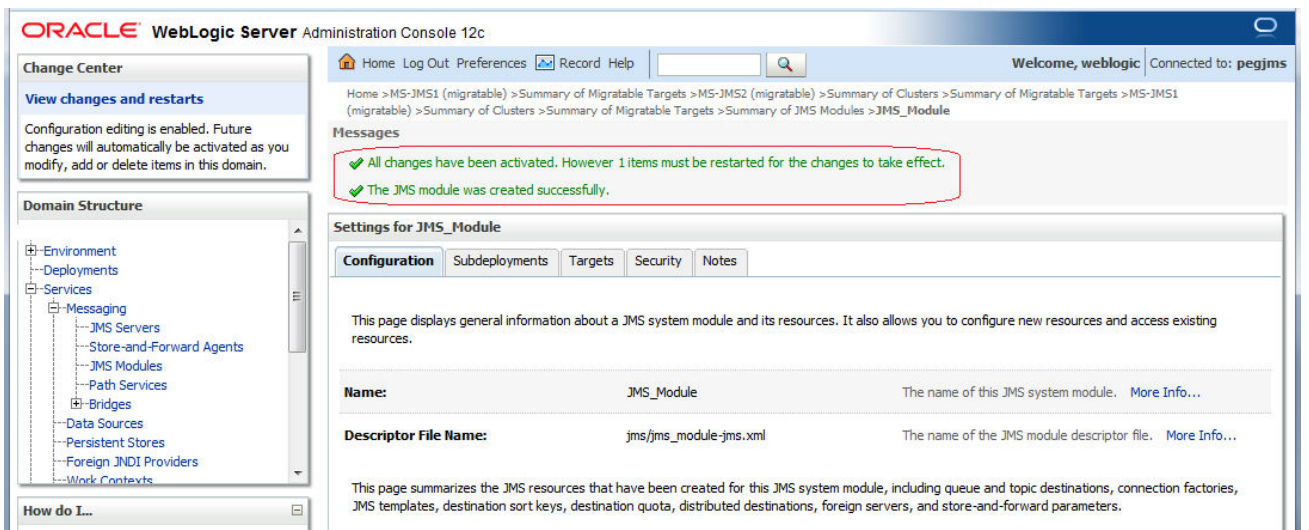 ORACLE WebLogic Server Administration Console 12c
Change Center
View changes and restarts
Configuration editing is enabled. Future
changes will automatically be activated as you
modify, add or delete items in this domain.
Domain Structure
Environment
Deployments
Services
Messaging
JMS Servers
Store-and-Forward Agents
JMS Modules
Path Services
Bridges
Data Sources
Persistent Stores
Foreign JNDI Providers
Work Contexts
How do I...
Home Log Out Preferences Record Help
Welcome, weblogic Connected to: pegjms
Home >MS-JMS1 (migratable) >Summary of Migratable Targets >MS-JMS2 (migratable) >Summary of Clusters >Summary of Migratable Targets >MS-JMS1
(migratable) >Summary of Clusters >Summary of Migratable Targets >Summary of JMS Modules >JMS_Module
Messages
All changes have been activated. However 1 items must be restarted for the changes to take effect.
The JMS module was created successfully.
Settings for JMS_Module
Configuration Subdeployments Targets Security Notes
This page displays general information about a JMS system module and its resources. It also allows you to configure new resources and access existing
resources.
Name: JMS_Module The name of this JMS system module. More Info...
Descriptor File Name: jms/jms_module-jms.xml The name of the JMS module descriptor file. More Info...
This page summarizes the JMS resources that have been created for this JMS system module, including queue and topic destinations, connection factories,
JMS templates, destination sort keys, destination quota, distributed destinations, foreign servers, and store-and-forward parameters.